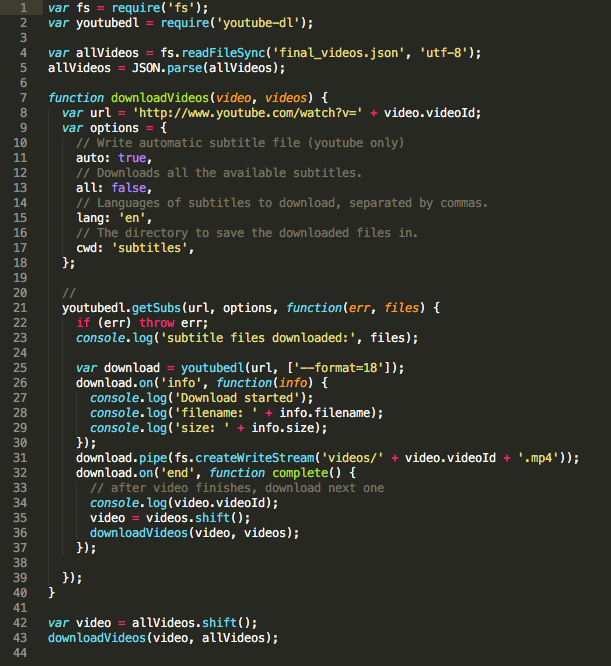 1 var fs = require('fs');
2 var youtubedl = require('youtube-dl');
3
4 var allVideos = fs.readFileSync('final_videos.json', 'utf-8');
5 allVideos = JSON.parse(allVideos);
6
7 function downloadVideos(video, videos) {
8   var url = 'http://www.youtube.com/watch?v=' + video.videoId;
9   var options = {
10     // Write automatic subtitle file (youtube only)
11     auto: true,
12     // Downloads all the available subtitles.
13     all: false,
14     // Languages of subtitles to download, separated by commas.
15     lang: 'en',
16     // The directory to save the downloaded files in.
17     cwd: 'subtitles',
18   };
19
20   //
21   youtubedl.getSubs(url, options, function(err, files) {
22     if (err) throw err;
23     console.log('subtitle files downloaded:', files);
24
25     var download = youtubedl(url, ['--format=18']);
26     download.on('info', function(info) {
27       console.log('Download started');
28       console.log('filename: ' + info.filename);
29       console.log('size: ' + info.size);
30     });
31     download.pipe(fs.createWriteStream('videos/' + video.videoId + '.mp4'));
32     download.on('end', function complete() {
33       // after video finishes, download next one
34       console.log(video.videoId);
35       video = videos.shift();
36       downloadVideos(video, videos);
37     });
38
39   });
40 }
41
42 var video = allVideos.shift();
43 downloadVideos(video, allVideos);
44